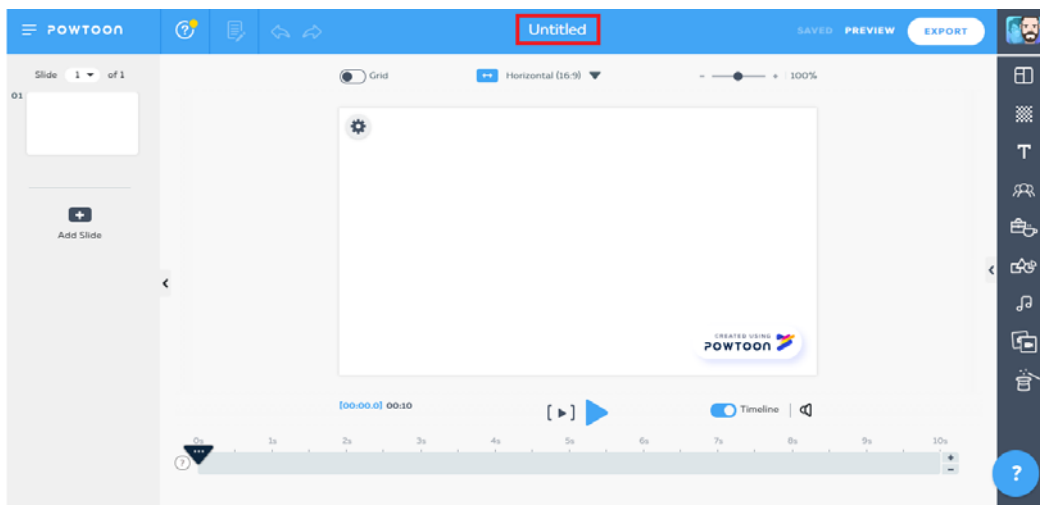 POWTOON
Untitled
SAVED PREVIEW EXPORT
Slide 1 of 1
Grid
Horizontal (16:9)
- + 100%
01
Add Slide
CREATED USING
POWTOON
[00:00.0] 00:10
Timeline
0s 1s 2s 3s 4s 5s 6s 7s 8s 9s 10s
?
+
-
?
T